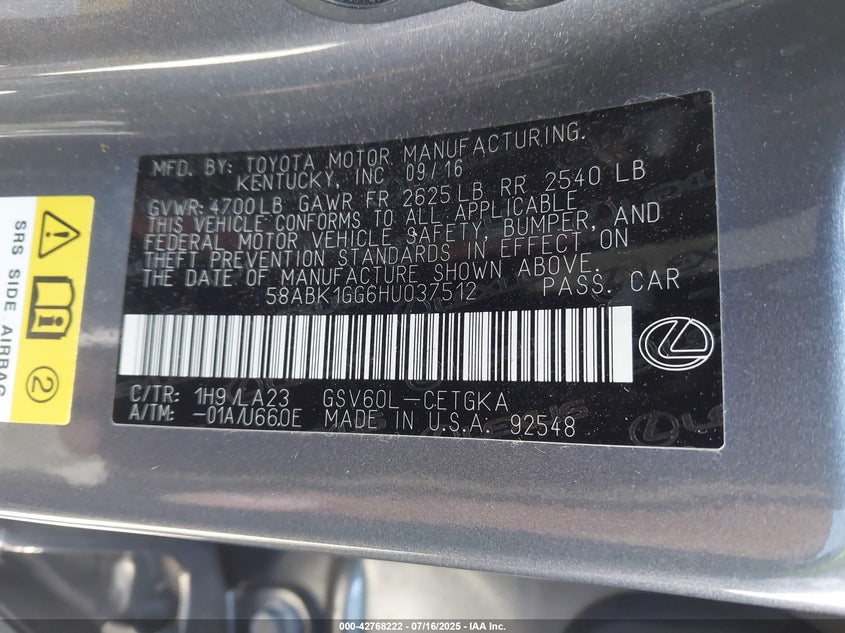 MFD. BY: TOYOTA MOTOR MANUFACTURING.
KENTUCKY, INC 09/16
GVWR: 4700LB GAWR FR 2625LB RR 2540 LB
THIS VEHICLE CONFORMS TO ALL APPLICABLE
FEDERAL MOTOR VEHICLE SAFETY, BUMPER, AND
THEFT PREVENTION STANDARDS IN EFFECT ON
THE DATE OF MANUFACTURE SHOWN ABOVE.
58ABK1GG6HU037512 PASS. CAR
C/TR: 1H9/LA23 GSV60L-CETGKA
A/TM: -01A/U660E MADE IN U.S.A. 92548
SRS SIDE AIRBAG
2
LEXUS
000-42768222 - 07/16/2025 - IAA Inc.